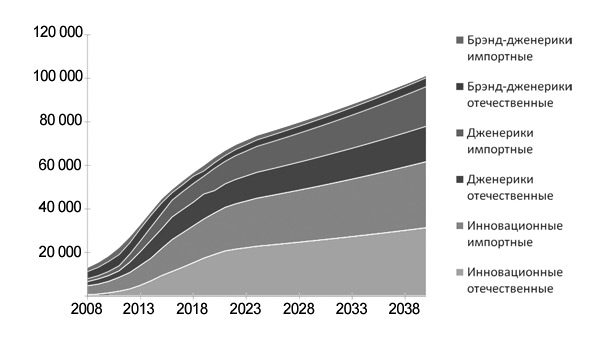 120 000
100 000
80 000
60 000
40 000
20 000
2008 2013 2018 2023 2028 2033 2038
Брэнд-дженерики
импортные
Брэнд-дженерики
отечественные
Дженерики
импортные
Дженерики
отечественные
Инновационные
импортные
Инновационные
отечественные